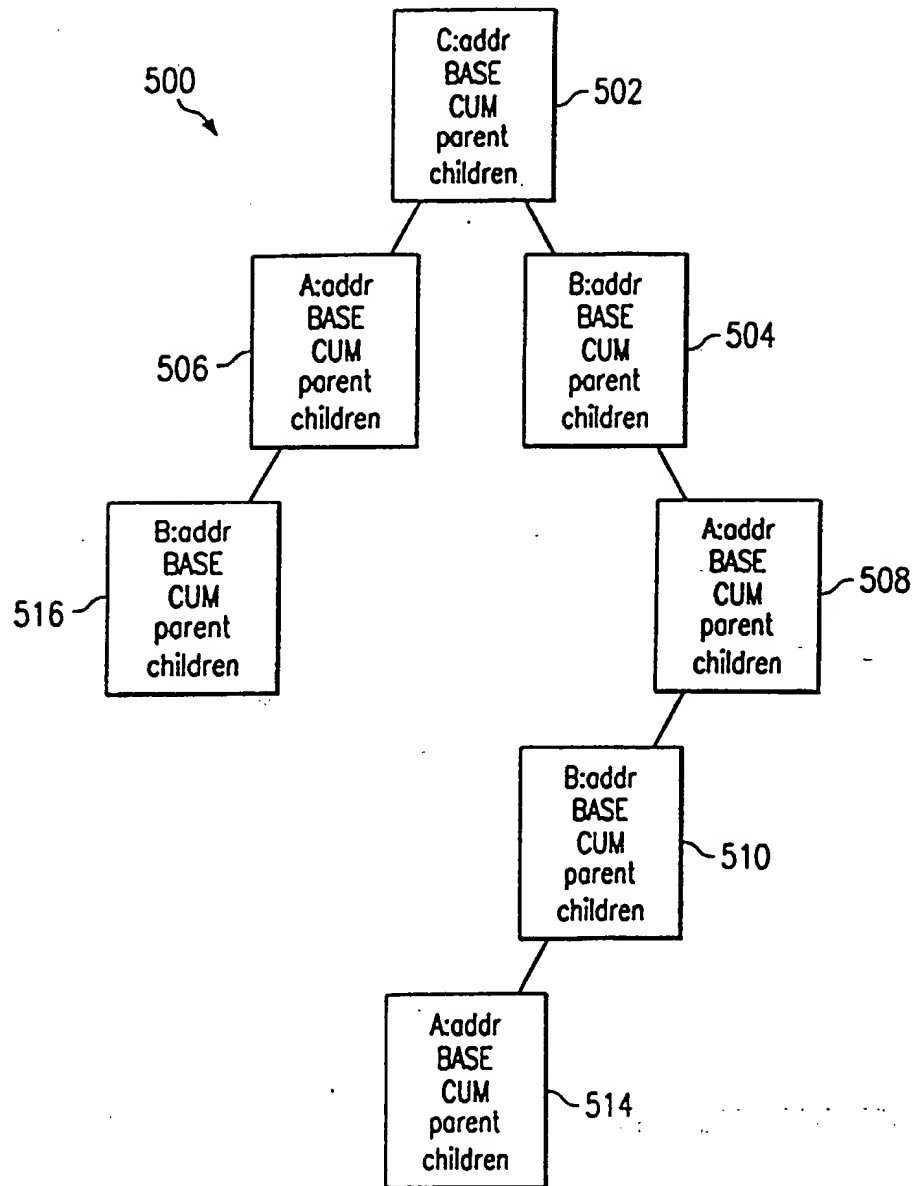 C:addr
BASE
CUM
parent
children
502
500
A:addr
BASE
CUM
parent
children
506
B:addr
BASE
CUM
parent
children
504
B:addr
BASE
CUM
parent
children
516
A:addr
BASE
CUM
parent
children
508
B:addr
BASE
CUM
parent
children
510
A:addr
BASE
CUM
parent
children
514